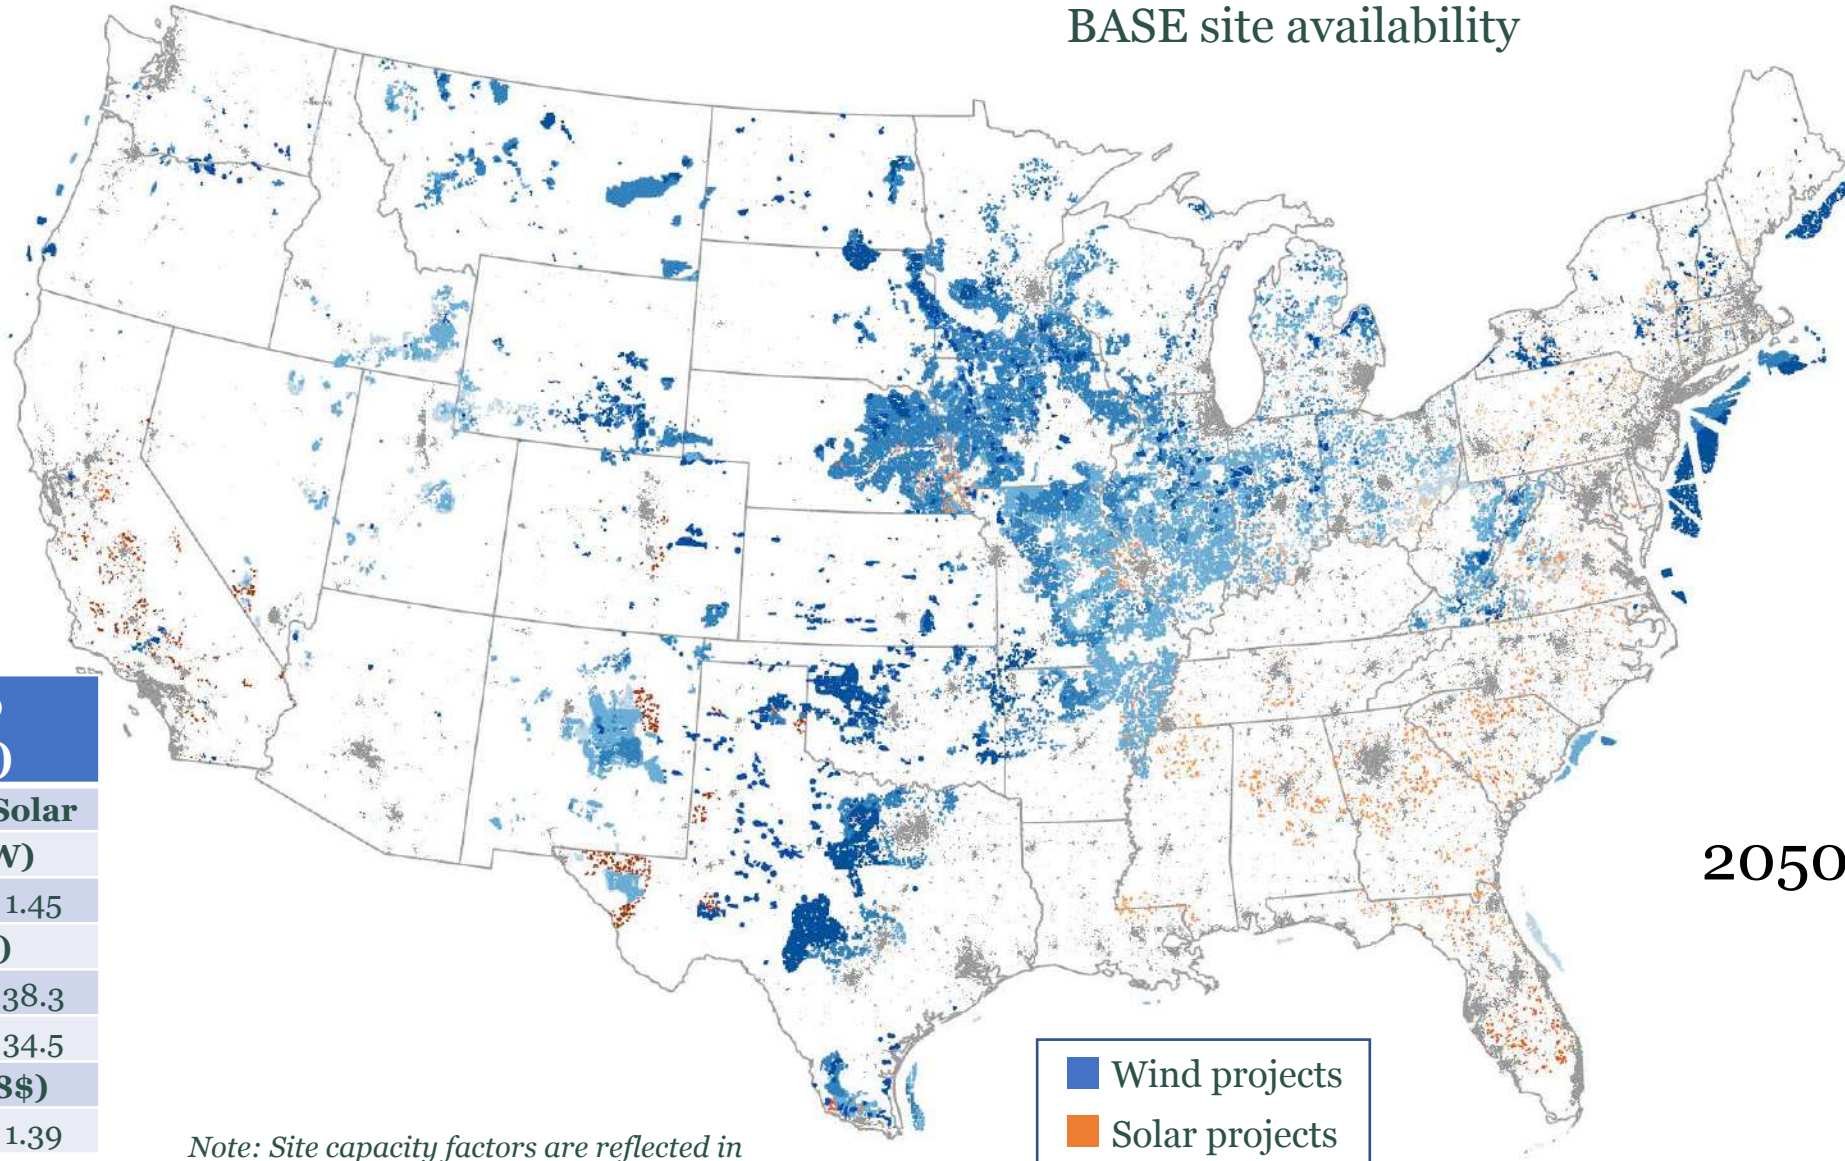 BASE site availability
)
Solar
W)
1.45
)
38.3
34.5
8$)
1.39
2050
Wind projects
Solar projects
Note: Site capacity factors are reflected in